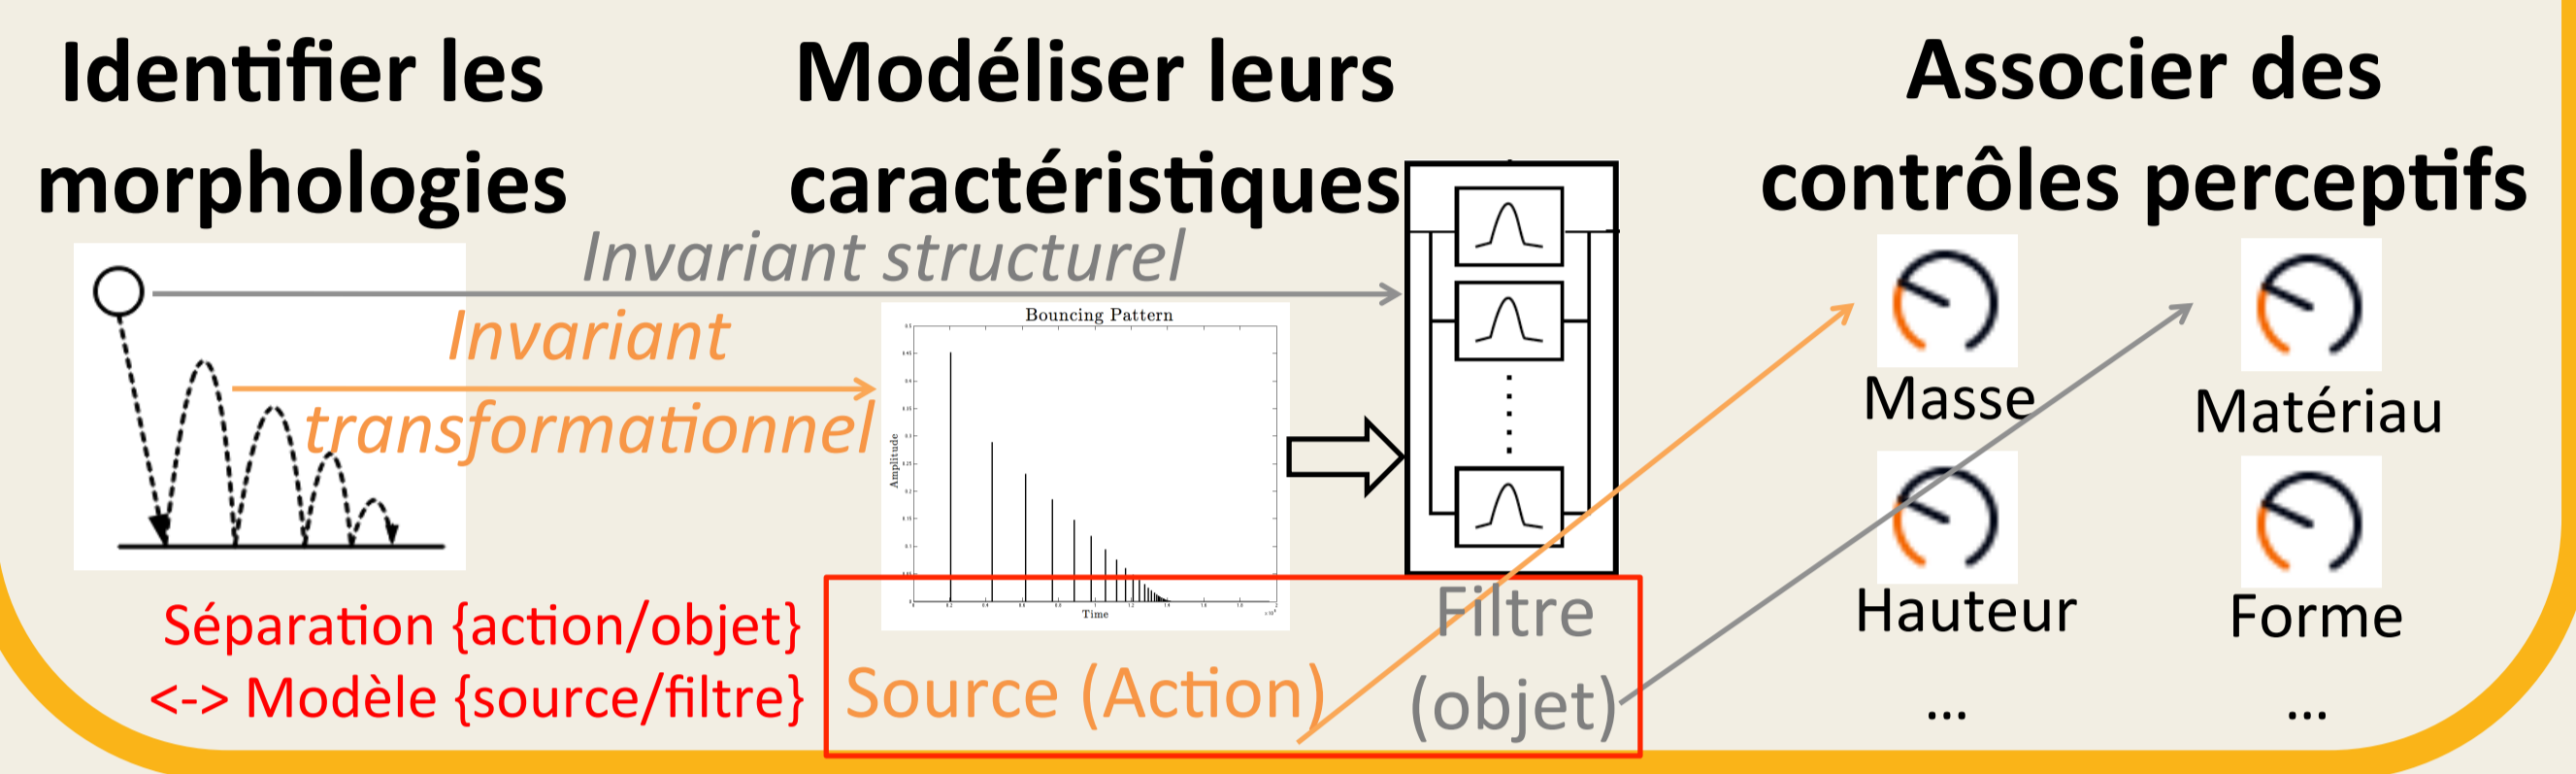 Identifier les
morphologies
Modéliser leurs
caractéristiques
Associer des
contrôles perceptifs
Invariant structurel
Invariant
transformationnel
Bouncing Pattern
Amplitude
Time
Séparation {action/objet}
<-> Modèle {source/filtre}
Source (Action)
Filtre
(objet)
Masse
Matériau
Hauteur
Forme
...
...